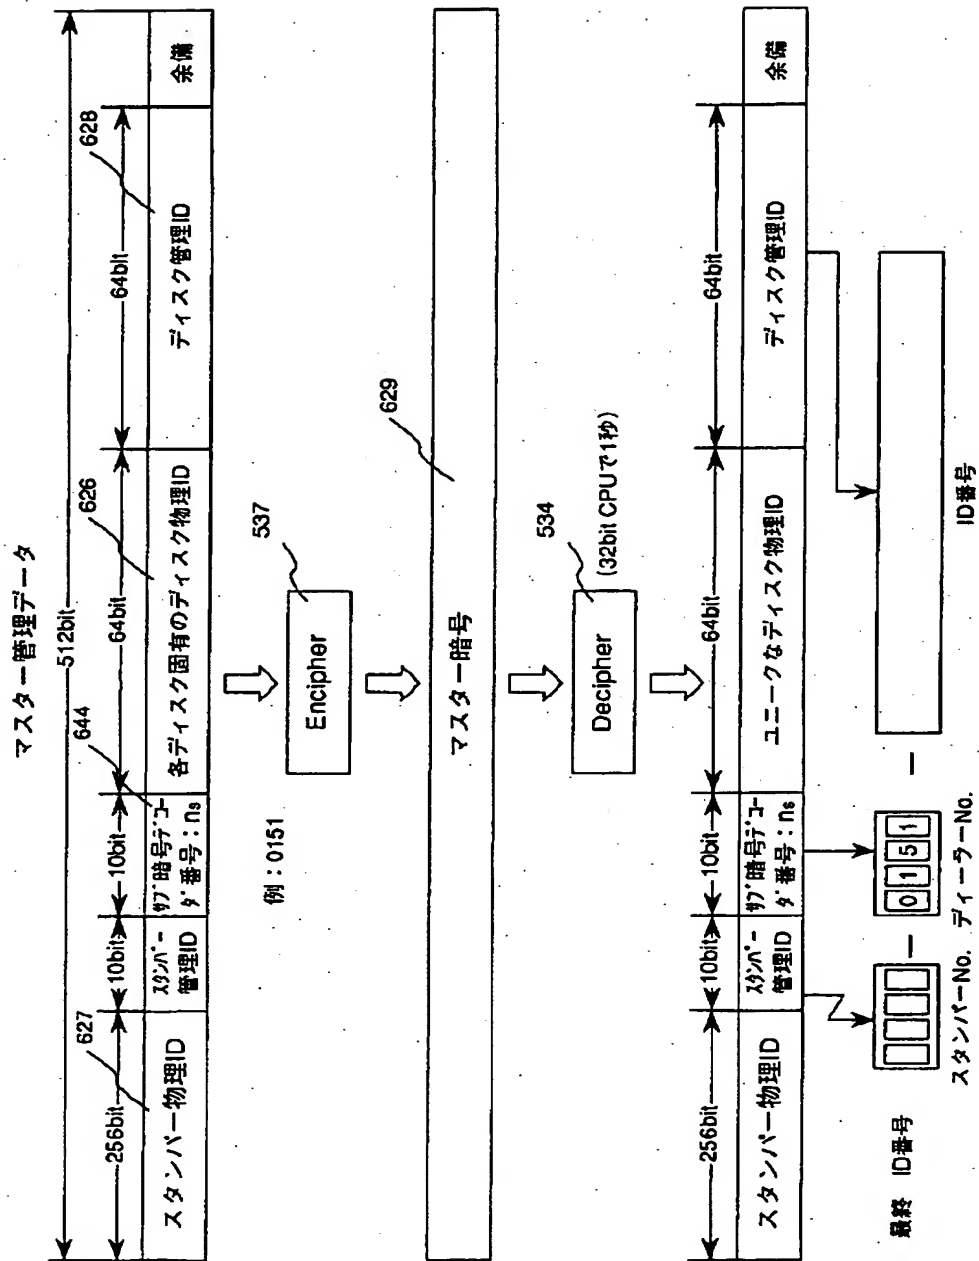 マスター管理データ
512bit
256bit
10bit
10bit
64bit
64bit
627
644
626
628
スタンパー物理ID
スタンパー
管理ID
サブ暗号デコー
ダ番号:ns
各ディスク固有のディスク物理ID
ディスク管理ID
余備
例:0151
Encipher
537
マスター暗号
629
Decipher
534
(32bit CPUで1秒)
256bit
10bit
10bit
64bit
64bit
スタンパー物理ID
スタンパー
管理ID
サブ暗号デコー
ダ番号:ns
ユニークなディスク物理ID
ディスク管理ID
余備
最終 ID番号
0 1 5 1
スタンパーNo. ディーラーNo.
ID番号